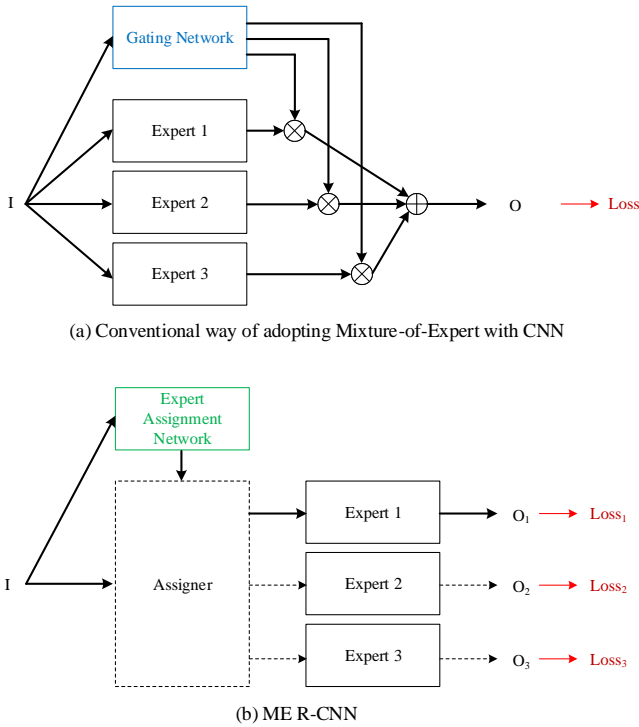 Gating Network
Expert 1
Expert 2
Expert 3
I
O
Loss
(a) Conventional way of adopting Mixture-of-Expert with CNN
Expert
Assignment
Network
Assigner
I
Expert 1
O₁
Loss₁
Expert 2
O₂
Loss₂
Expert 3
O₃
Loss₃
(b) ME R-CNN